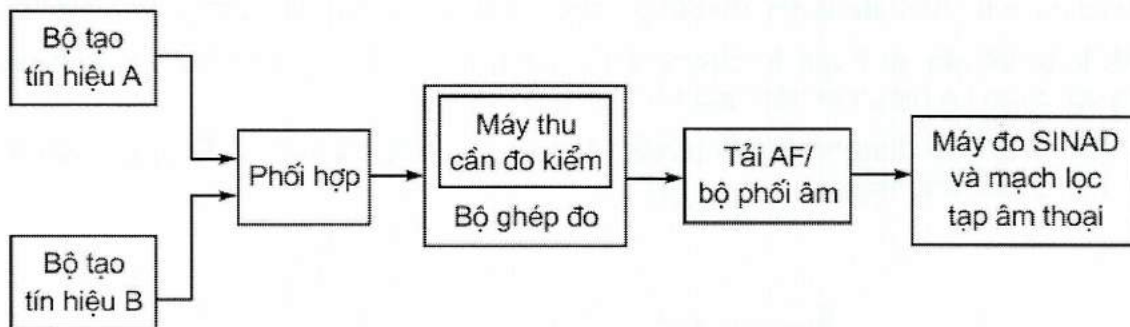 Bộ tạo
tín hiệu A
Phối hợp
Bộ tạo
tín hiệu B
Máy thu
cần đo kiểm
Bộ ghép đo
Tải AF/
bộ phối âm
Máy đo SINAD
và mạch lọc
tạp âm thoại